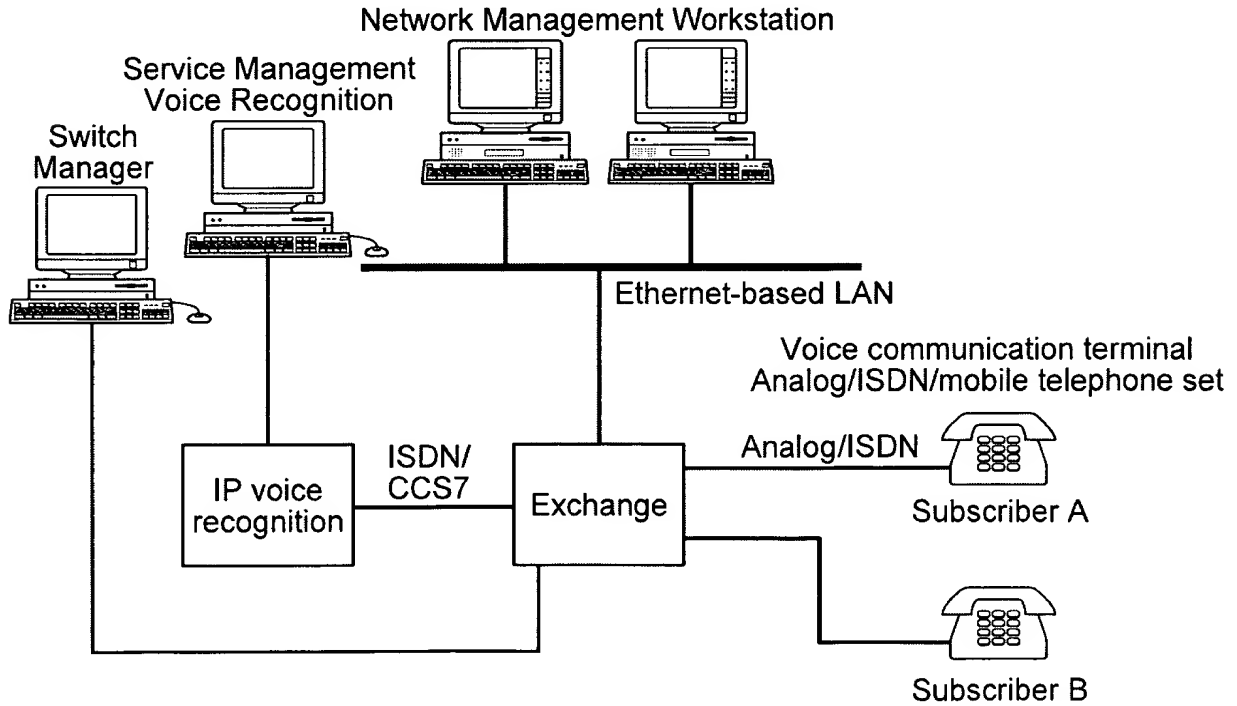 Network Management Workstation
Service Management
Voice Recognition
Switch
Manager
Ethernet-based LAN
Voice communication terminal
Analog/ISDN/mobile telephone set
IP voice
recognition
ISDN/
CCS7
Exchange
Analog/ISDN
Subscriber A
Subscriber B